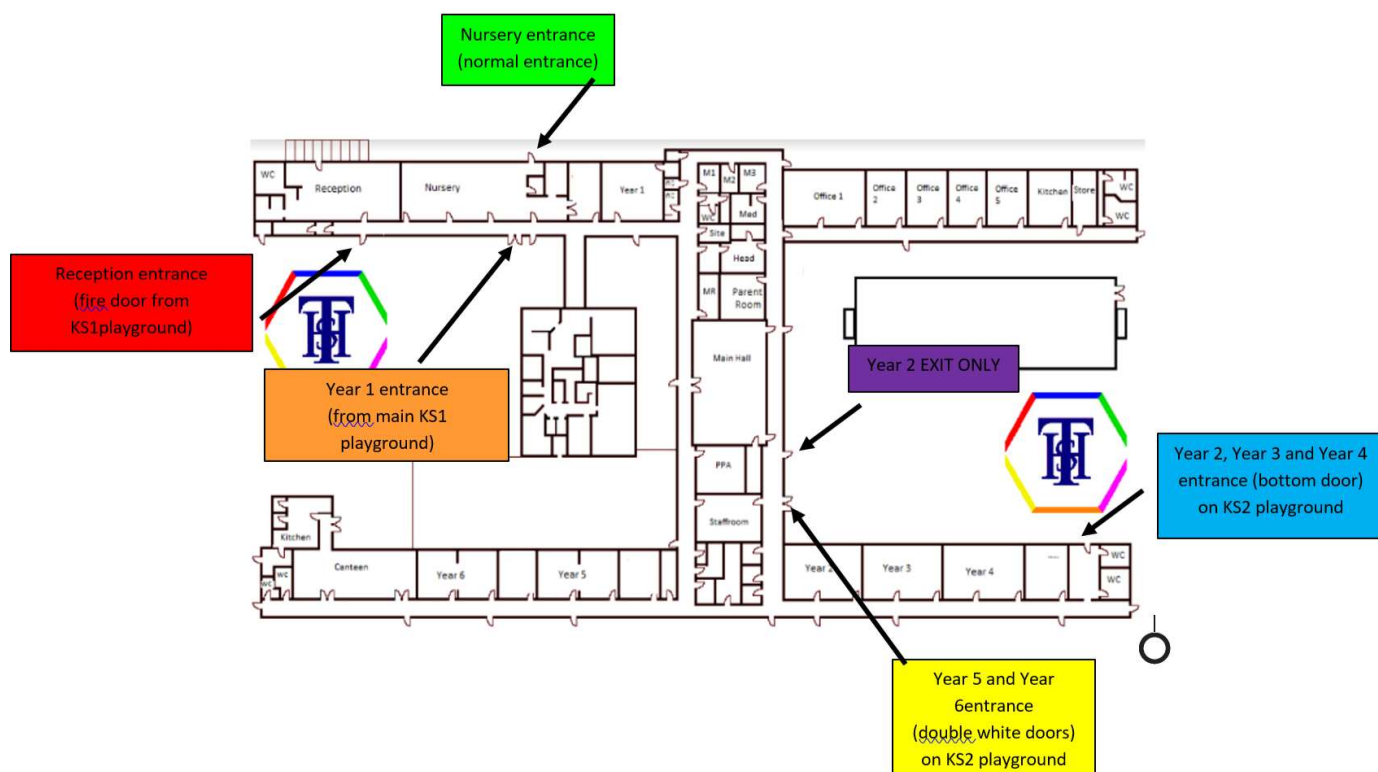 Nursery entrance
(normal entrance)
WC
Reception
Nursery
Year 1
M1
M2
M3
WC
Med
Site
Head
MR
Parent
Room
Main Hall
PPA
Staffroom
Office 1
Office
2
Office
3
Office
4
Office
5
Kitchen
Store
WC
WC
Reception entrance
(fire door from
KS1playground)
THS
Year 1 entrance
(from main KS1
playground)
Year 2 EXIT ONLY
THS
Year 2, Year 3 and Year 4
entrance (bottom door)
on KS2 playground
Kitchen
WC
WC
Canteen
Year 6
Year 5
Year 2
Year 3
Year 4
WC
WC
Year 5 and Year
6entrance
(double white doors)
on KS2 playground